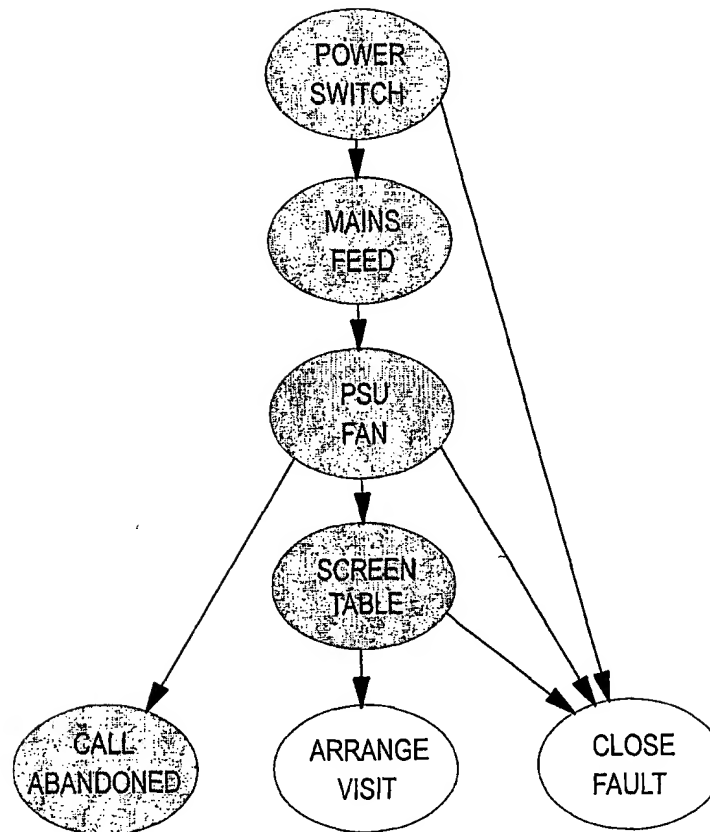 POWER
SWITCH
MAINS
FEED
PSU
FAN
SCREEN
TABLE
CALL
ABANDONED
ARRANGE
VISIT
CLOSE
FAULT